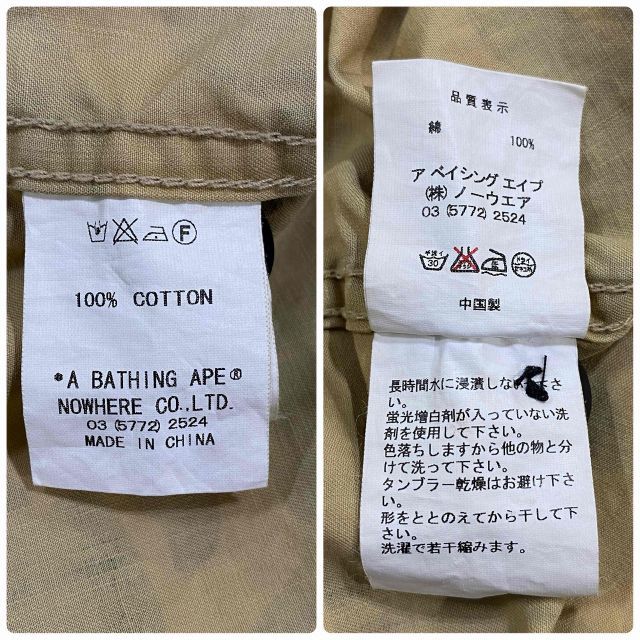 F
100% COTTON
*A BATHING APE®
NOWHERE CO.,LTD.
03 (5772) 2524
MADE IN CHINA
品質表示
綿 100%
ア ベイシング エイプ
(株) ノーウエア
03 (5772) 2524
30
中国製
長時間水に浸漬しない下さ
い。
蛍光増白剤が入っていない洗
剤を使用して下さい。
色落ちしますから他の物と分
けて洗って下さい。
タンブラー乾燥はお避け下さ
い。
形をととのえてから干して下
さい。
洗濯で若干縮みます。